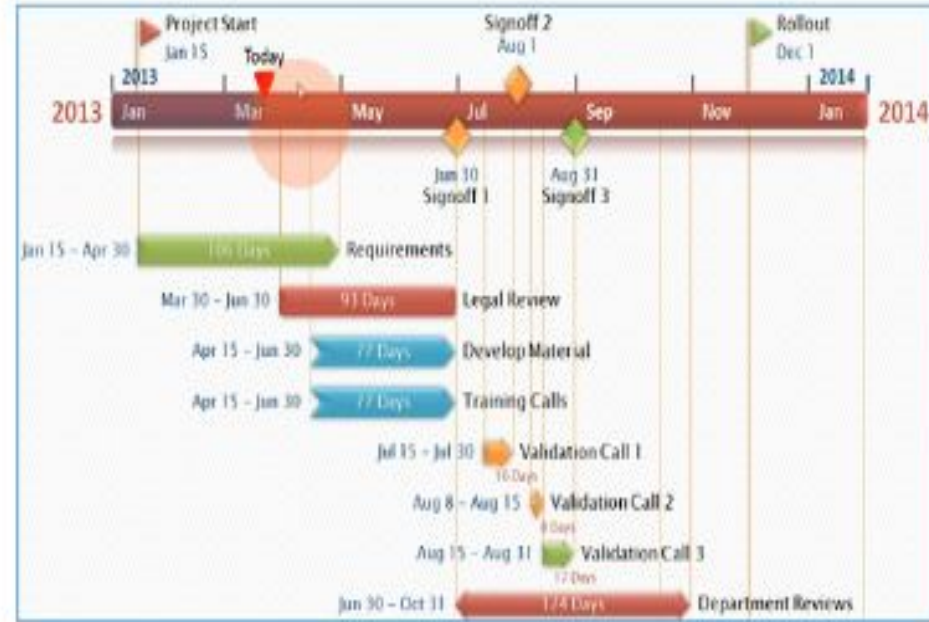 Project Start
Jan 15
Today
Signoff 2
Aug 1
Rollout
Dec 1
2013
2014
2013
Jan
Mar
May
Jul
Sep
Nov
Jan
2014
Jun 30
Signoff 1
Aug 31
Signoff 3
Jan 15 - Apr 30
106 Days
Requirements
Mar 30 - Jun 30
93 Days
Legal Review
Apr 15 - Jun 30
77 Days
Develop Material
Apr 15 - Jun 30
77 Days
Training Calls
Jul 15 - Jul 30
Validation Call 1
16 Days
Aug 8 - Aug 15
Validation Call 2
8 Days
Aug 15 - Aug 31
Validation Call 3
17 Days
Jun 30 - Oct 31
124 Days
Department Reviews